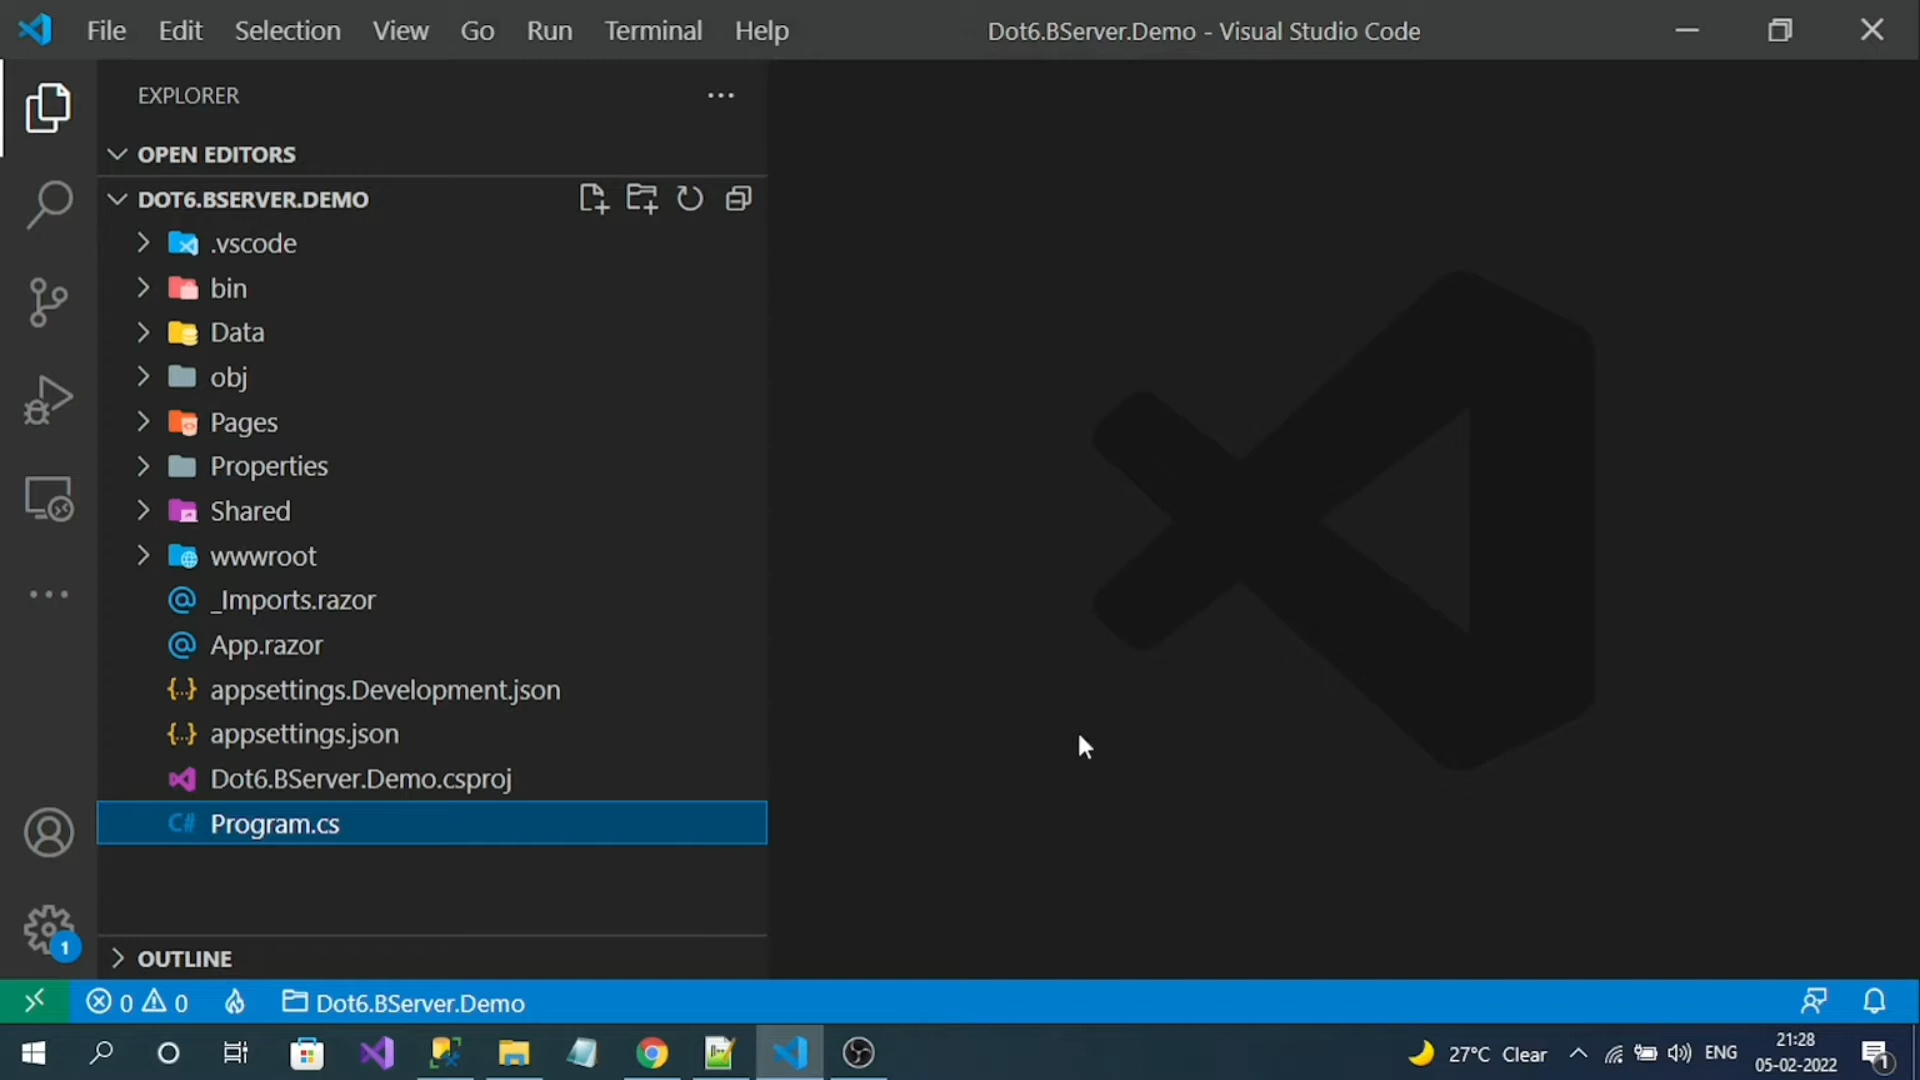 File Edit Selection View Go Run Terminal Help Dot6.BServer.Demo - Visual Studio Code
EXPLORER
OPEN EDITORS
DOT6.BSERVER.DEMO
.vscode
bin
Data
obj
Pages
Properties
Shared
wwwroot
@ _Imports.razor
@ App.razor
{..} appsettings.Development.json
{..} appsettings.json
Dot6.BServer.Demo.csproj
C# Program.cs
1
OUTLINE
0 0 Dot6.BServer.Demo
27°C Clear ENG 21:28
05-02-2022 1